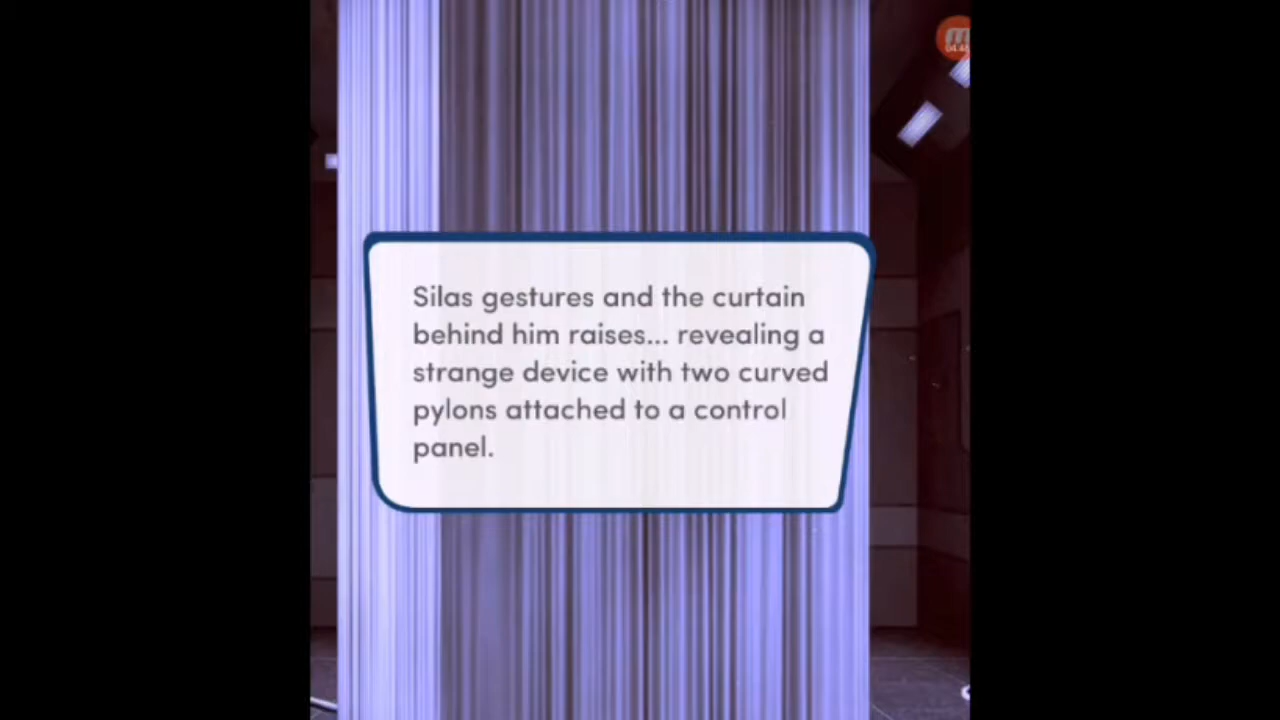 Silas gestures and the curtain
behind him raises... revealing a
strange device with two curved
pylons attached to a control
panel.